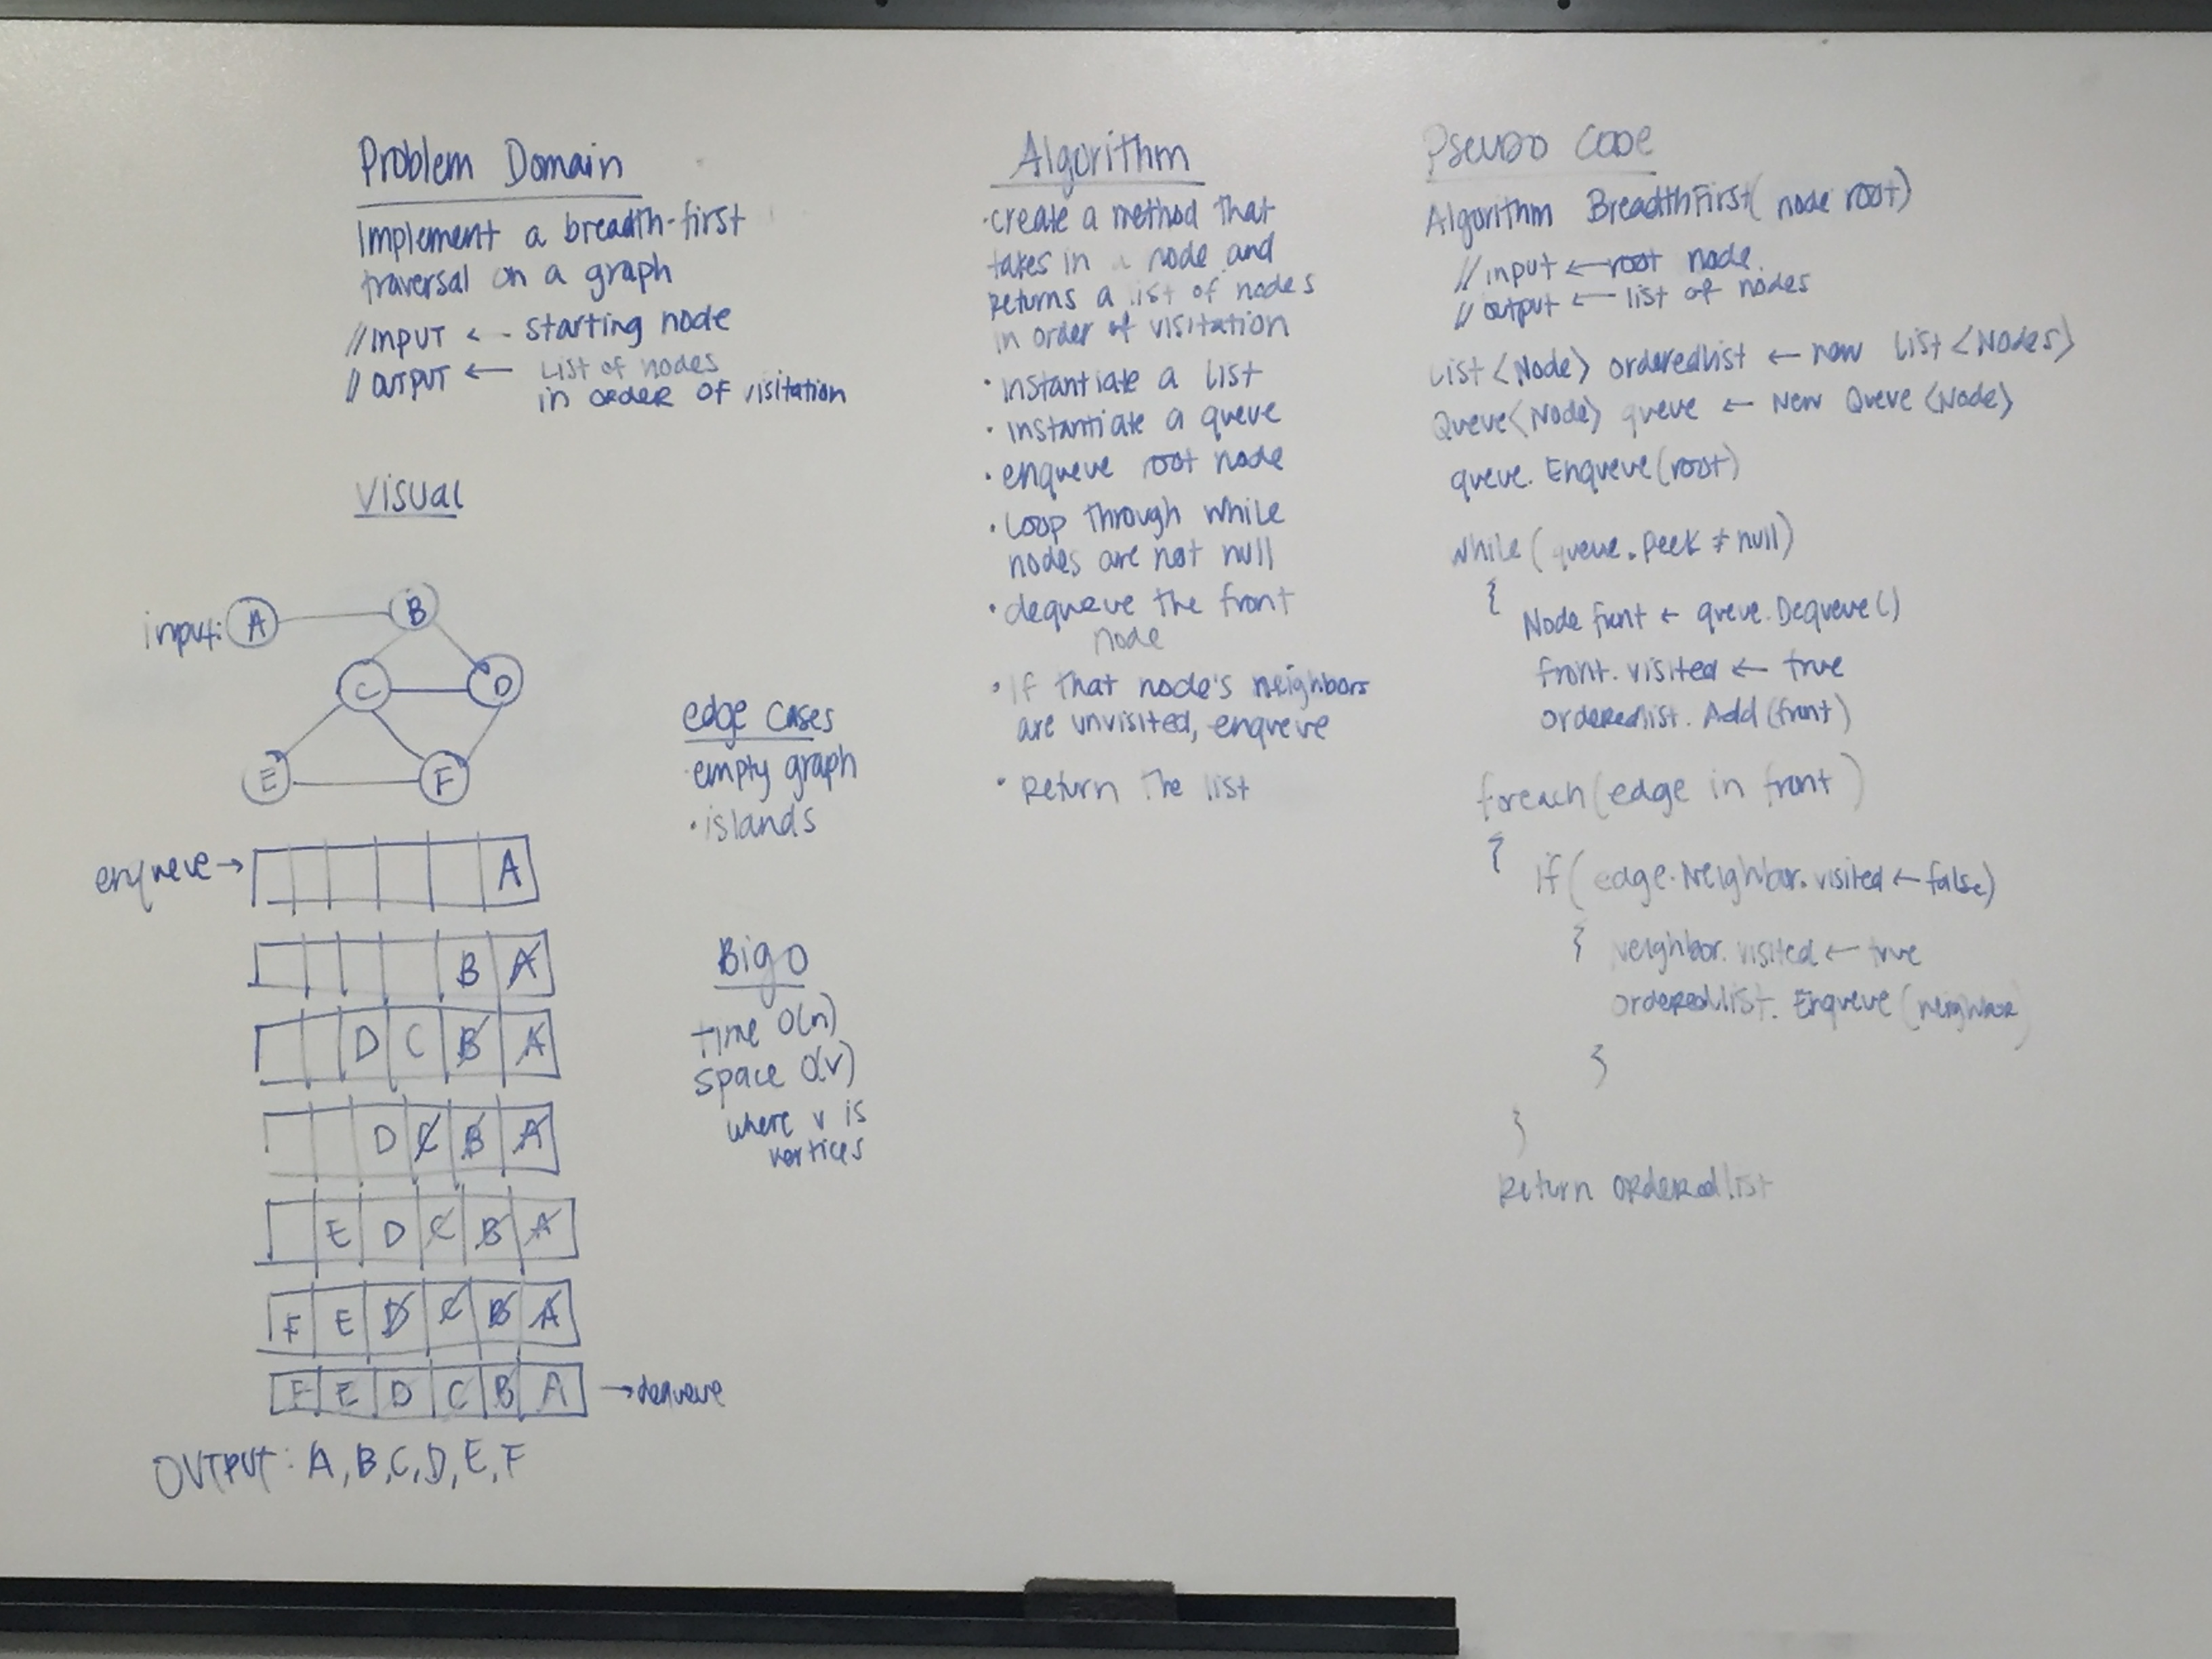 Problem Domain
Implement a breadth-first
traversal on a graph
//INPUT ← starting node
//OUTPUT ← List of nodes
in ORDER OF visitation
Visual
input: A B
C D
E F
enqueue → A
B A
D C B A
D C B A
E D C B A
F E D C B A
F E D C B A → dequeue
OUTPUT: A, B, C, D, E, F
edge cases
· empty graph
· islands
Big O
time O(n)
space O(v)
where v is
vertices
Algorithm
· create a method that
takes in a node and
returns a list of nodes
in order of visitation
· instantiate a list
· instantiate a queue
· enqueue root node
· Loop through while
nodes are not null
· dequeue the front
node
· If that node's neighbors
are unvisited, enqueue
· Return the list
PSEUDO CODE
Algorithm BreadthFirst(node root)
//input ← root node
//output ← list of nodes
List<Node> orderedlist ← new List<Nodes>
Queue<Node> queue ← New Queue<Node>
queue.Enqueue(root)
while(queue.Peek ≠ null)
{
Node front ← queue.Dequeue()
front.visited ← true
orderedlist.Add(front)
foreach(edge in front)
{
if(edge.Neighbor.visited ← false)
{ neighbor.visited ← true
orderedlist.Enqueue(neighbor)
}
}
Return orderedlist